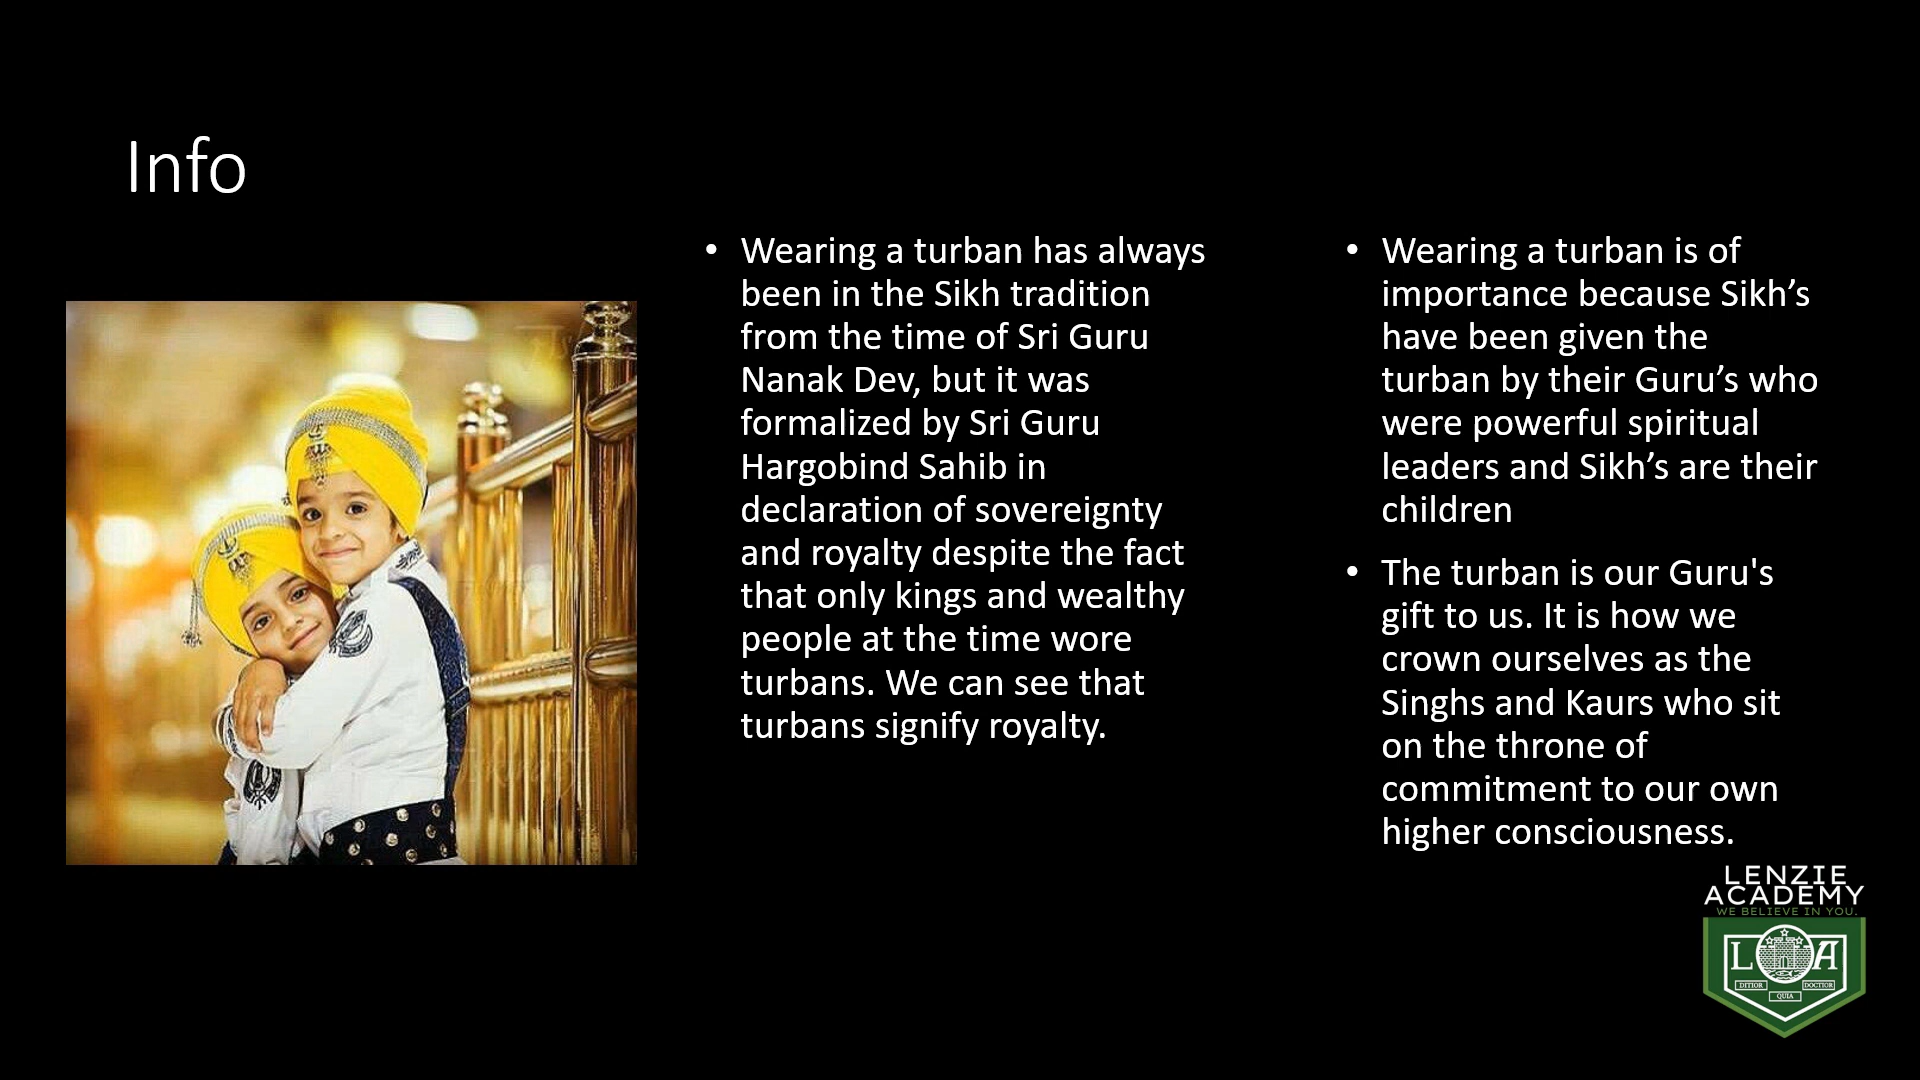 Info
• Wearing a turban has always
been in the Sikh tradition
from the time of Sri Guru
Nanak Dev, but it was
formalized by Sri Guru
Hargobind Sahib in
declaration of sovereignty
and royalty despite the fact
that only kings and wealthy
people at the time wore
turbans. We can see that
turbans signify royalty.
• Wearing a turban is of
importance because Sikh’s
have been given the
turban by their Guru’s who
were powerful spiritual
leaders and Sikh’s are their
children
• The turban is our Guru's
gift to us. It is how we
crown ourselves as the
Singhs and Kaurs who sit
on the throne of
commitment to our own
higher consciousness.
LENZIE
ACADEMY
WE BELIEVE IN YOU.
L A
DITIOR DOCTIOR
QUIA